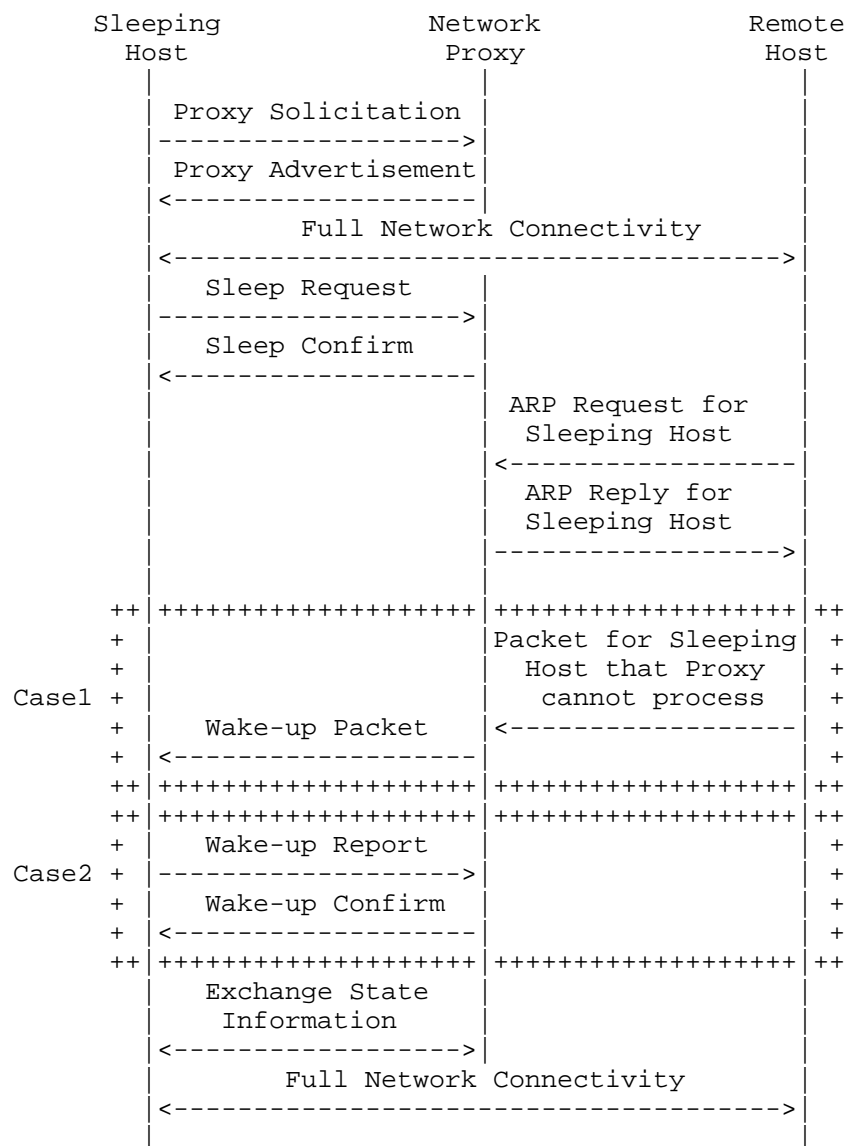 Sleeping Network Remote
Host Proxy Host
Proxy Solicitation
Proxy Advertisement
Full Network Connectivity
Sleep Request
Sleep Confirm
ARP Request for
Sleeping Host
ARP Reply for
Sleeping Host
Packet for Sleeping
Host that Proxy
Case1 cannot process
Wake-up Packet
Wake-up Report
Case2
Wake-up Confirm
Exchange State
Information
Full Network Connectivity